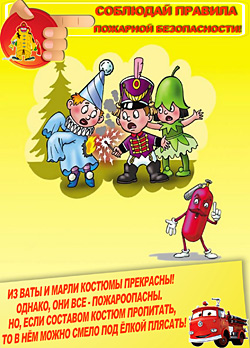 СОБЛЮДАЙ ПРАВИЛА
ПОЖАРНОЙ БЕЗОПАСНОСТИ!
ИЗ ВАТЫ И МАРЛИ КОСТЮМЫ ПРЕКРАСНЫ!
ОДНАКО, ОНИ ВСЕ - ПОЖАРООПАСНЫ.
НО, ЕСЛИ СОСТАВОМ КОСТЮМ ПРОПИТАТЬ,
ТО В НЁМ МОЖНО СМЕЛО ПОД ЁЛКОЙ ПЛЯСАТЬ!